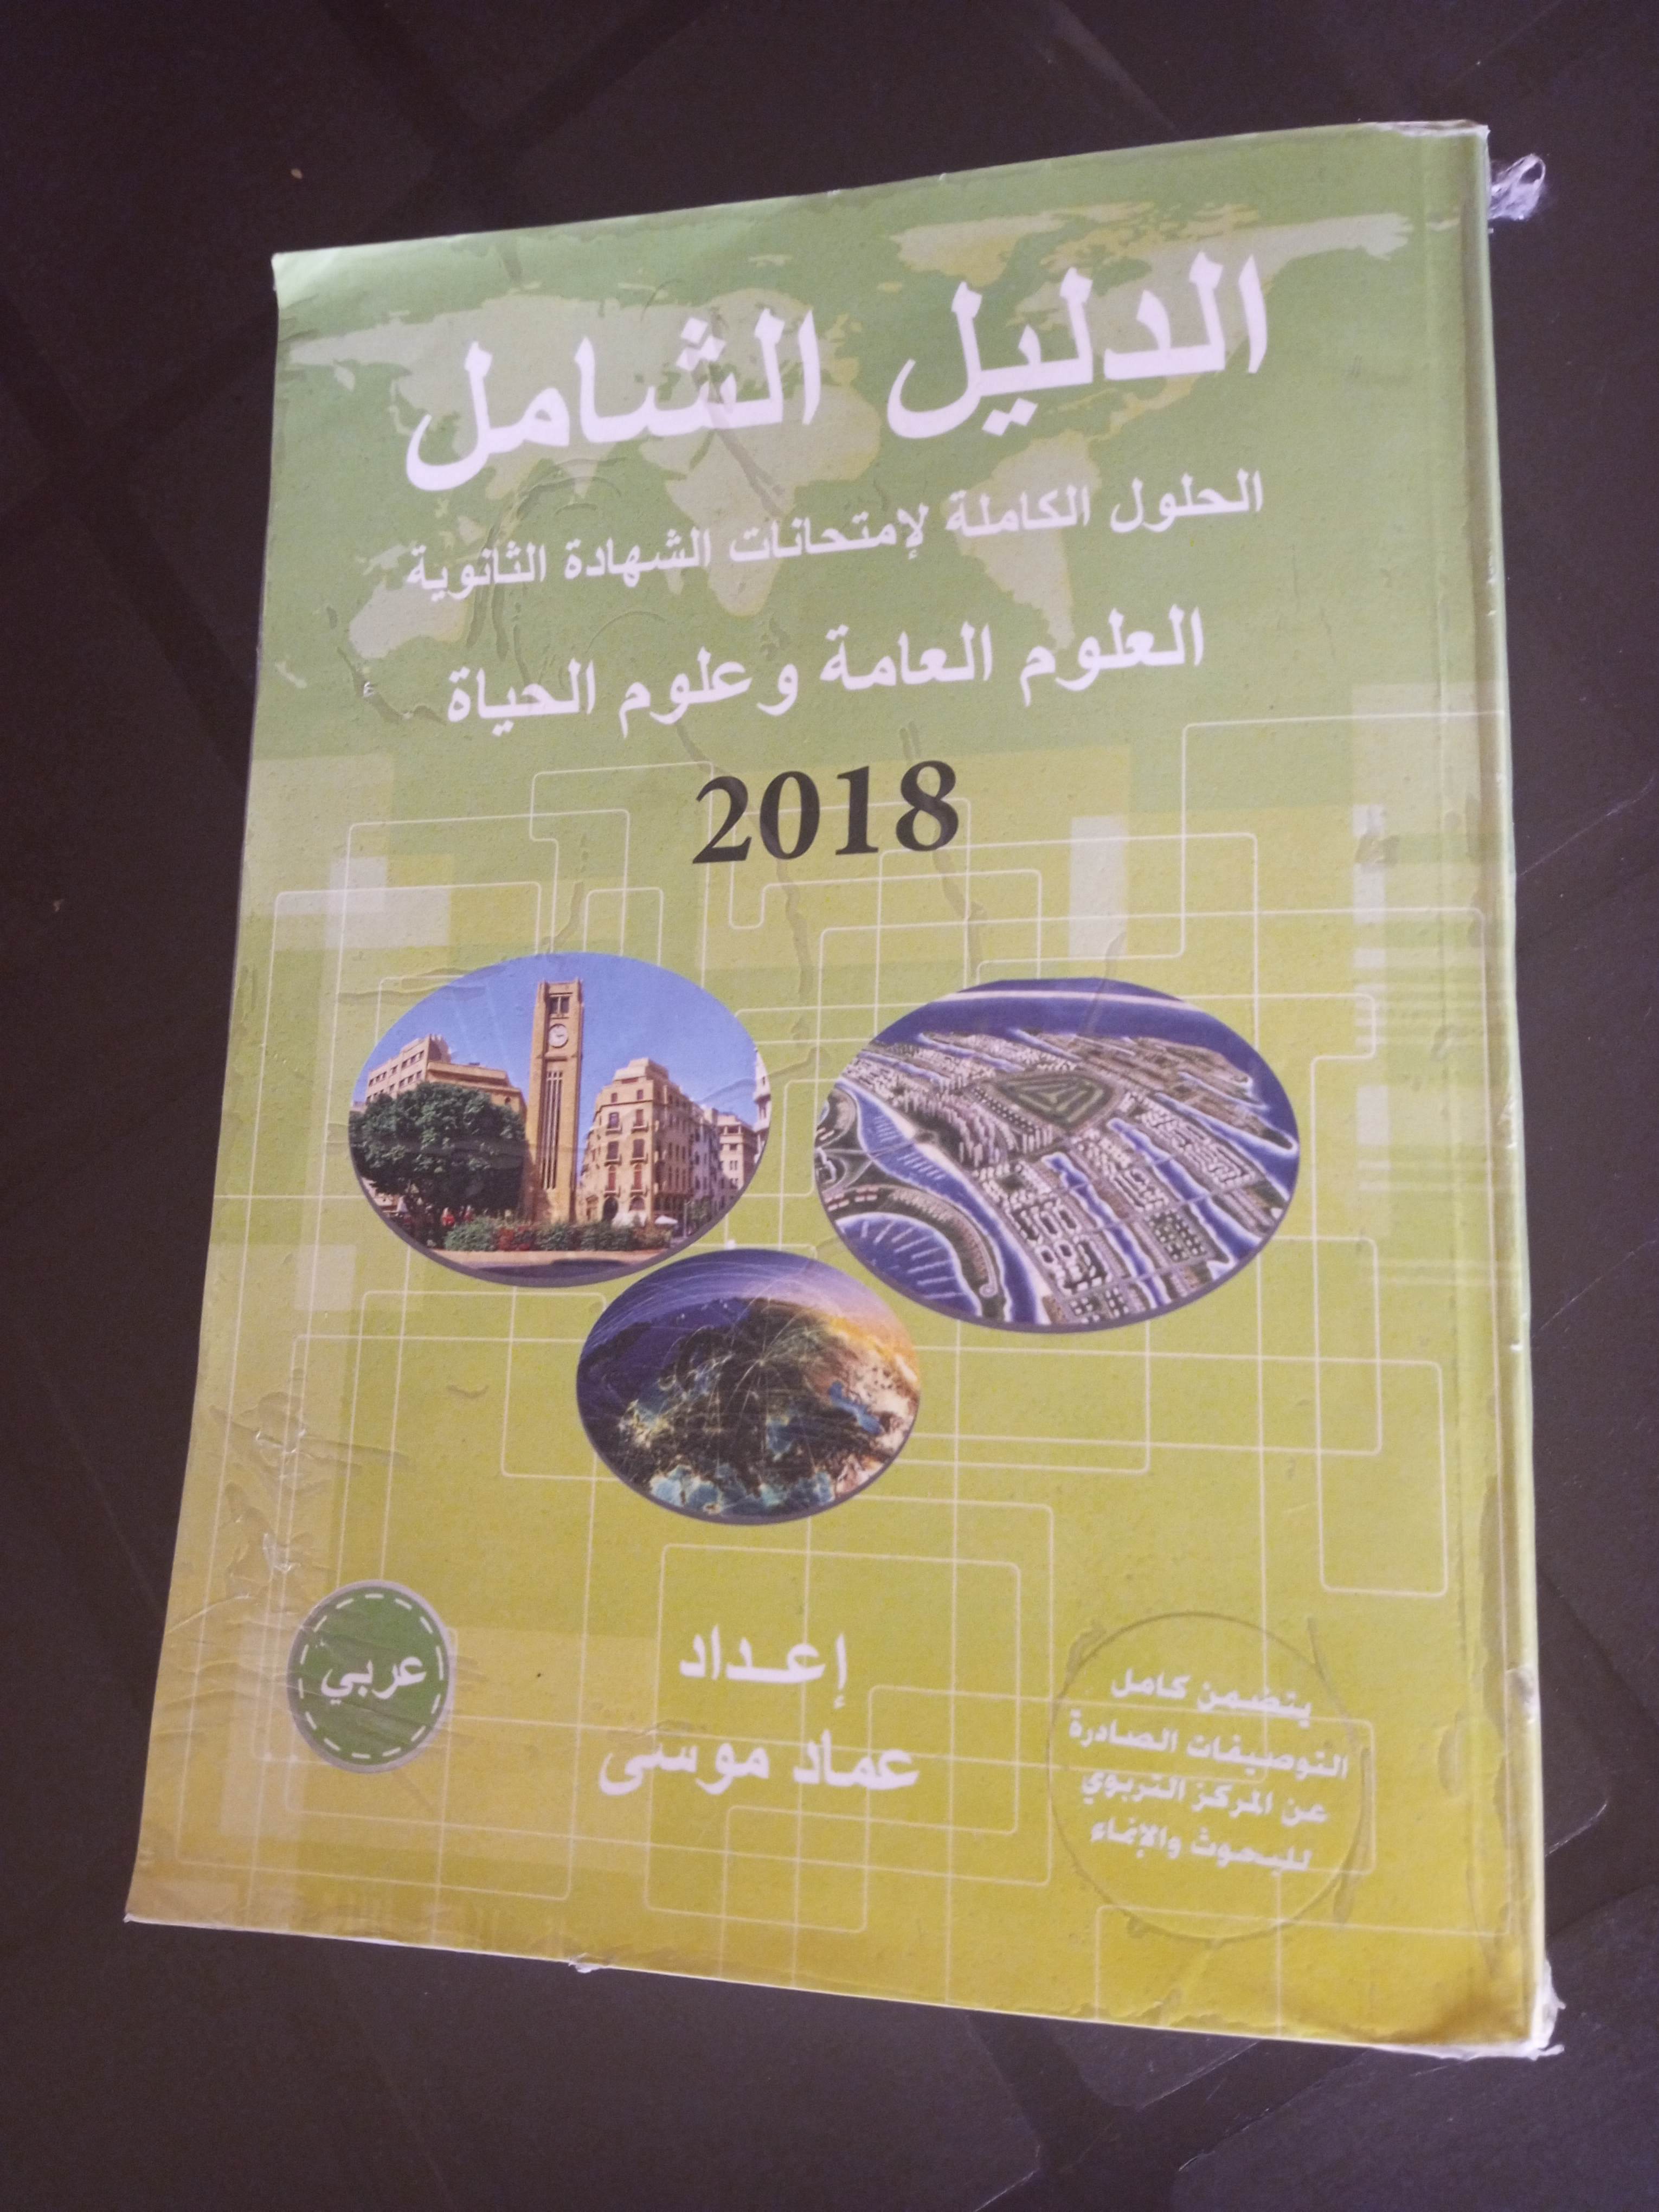 الدليل الشامل
الحلول الكاملة لإمتحانات الشهادة الثانوية
العلوم العامة وعلوم الحياة
2018
عربي
إعـداد
عماد موسى
يتضمن كامل
التوصيفات الصادرة
عن المركز التربوي
للبحوث والإنماء